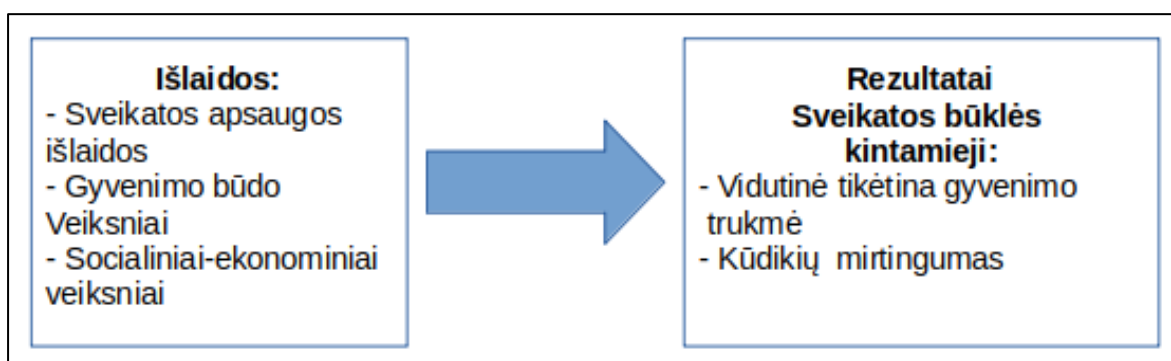 Išlaidos:
- Sveikatos apsaugos
išlaidos
- Gyvenimo būdo
Veiksniai
- Socialiniai-ekonominiai
veiksniai
Rezultatai
Sveikatos būklės
kintamieji:
- Vidutinė tikėtina gyvenimo
trukmė
- Kūdikių mirtingumas